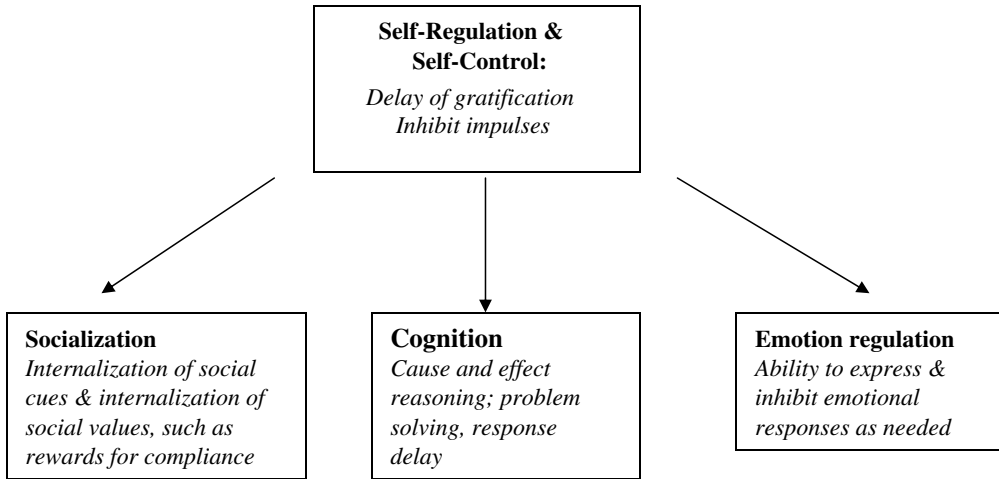 Self-Regulation &
Self-Control:
Delay of gratification
Inhibit impulses
Socialization
Internalization of social
cues & internalization of
social values, such as
rewards for compliance
Cognition
Cause and effect
reasoning; problem
solving, response
delay
Emotion regulation
Ability to express &
inhibit emotional
responses as needed